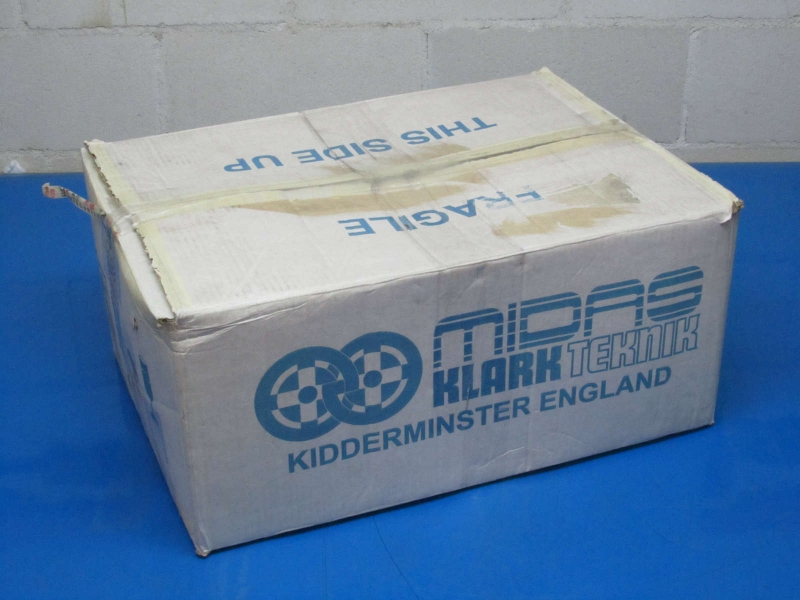 THIS SIDE UP
FRAGILE
MIDAS
KLARK TEKNIK
KIDDERMINSTER ENGLAND